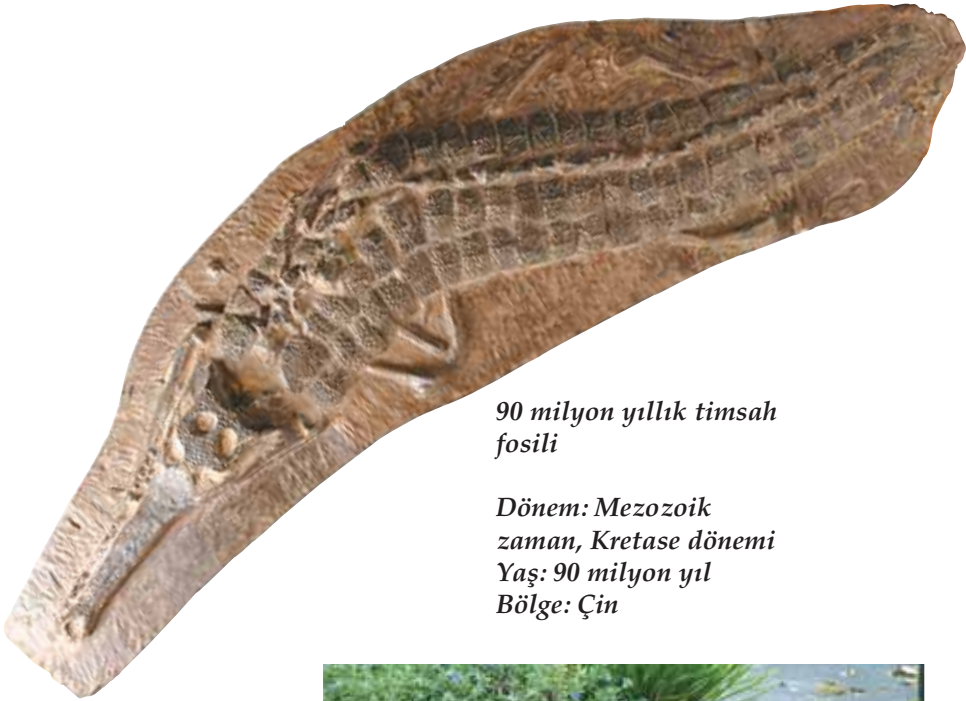 90 milyon yıllık timsah
fosili
Dönem: Mezozoik
zaman, Kretase dönemi
Yaş: 90 milyon yıl
Bölge: Çin